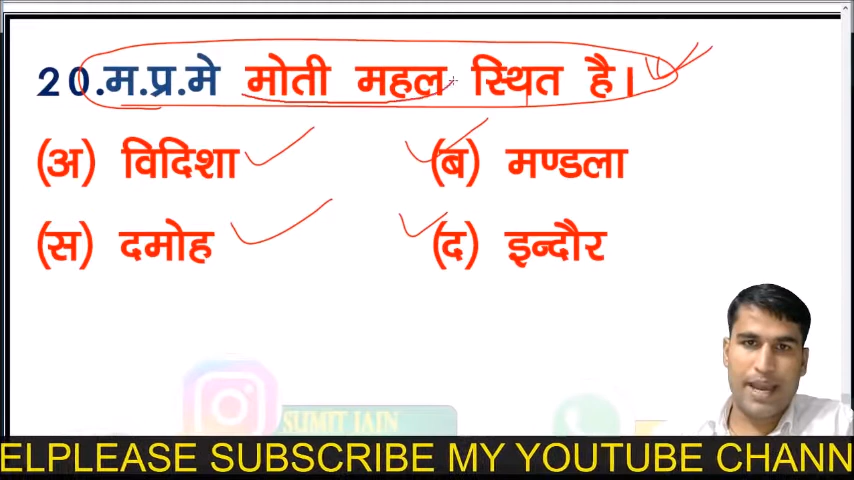 20.म.प्र.मे मोती महल स्थित है।
(अ) विदिशा (ब) मण्डला
(स) दमोह (द) इन्दौर
SUMIT JAIN
ELPLEASE SUBSCRIBE MY YOUTUBE CHANN